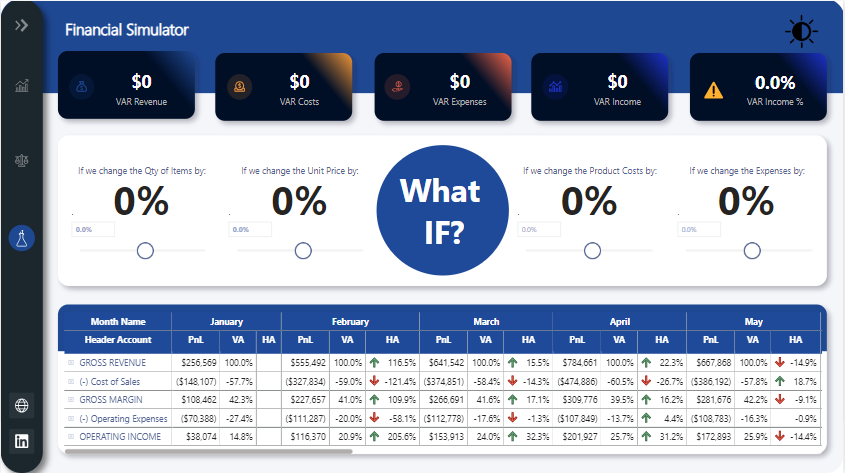 Financial Simulator
$0 $0 $0 $0 0.0%
VAR Revenue VAR Costs VAR Expenses VAR Income VAR Income %
If we change the Qty of Items by: If we change the Unit Price by: What IF? If we change the Product Costs by: If we change the Expenses by:
0% 0% 0% 0%
0.0% 0.0% 0.0% 0.0%
Month Name January February March April May
Header Account PnL VA HA PnL VA HA PnL VA HA PnL VA HA PnL VA HA
GROSS REVENUE $256,569 100.0% $555,492 100.0% 116.5% $641,542 100.0% 15.5% $784,661 100.0% 22.3% $667,868 100.0% -14.9%
(-) Cost of Sales ($148,107) -57.7% ($327,834) -59.0% -121.4% ($374,851) -58.4% -14.3% ($474,886) -60.5% -26.7% ($386,192) -57.8% 18.7%
GROSS MARGIN $108,462 42.3% $227,657 41.0% 109.9% $266,691 41.6% 17.1% $309,776 39.5% 16.2% $281,676 42.2% -9.1%
(-) Operating Expenses ($70,388) -27.4% ($111,287) -20.0% -58.1% ($112,778) -17.6% -1.3% ($107,849) -13.7% 4.4% ($108,783) -16.3% -0.9%
OPERATING INCOME $38,074 14.8% $116,370 20.9% 205.6% $153,913 24.0% 32.3% $201,927 25.7% 31.2% $172,893 25.9% -14.4%
in